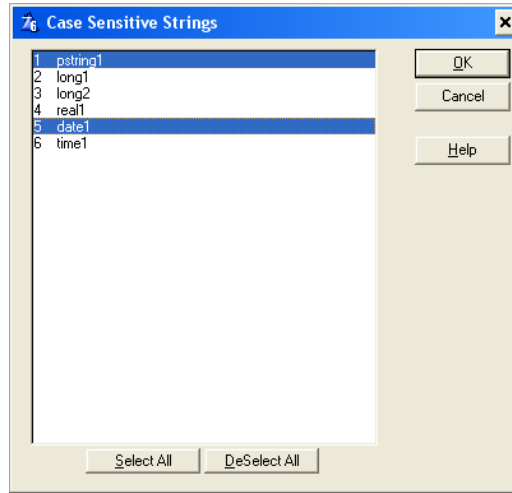 Case Sensitive Strings
1 pstring1
2 long1
3 long2
4 real1
5 date1
6 time1
OK
Cancel
Help
Select All
DeSelect All